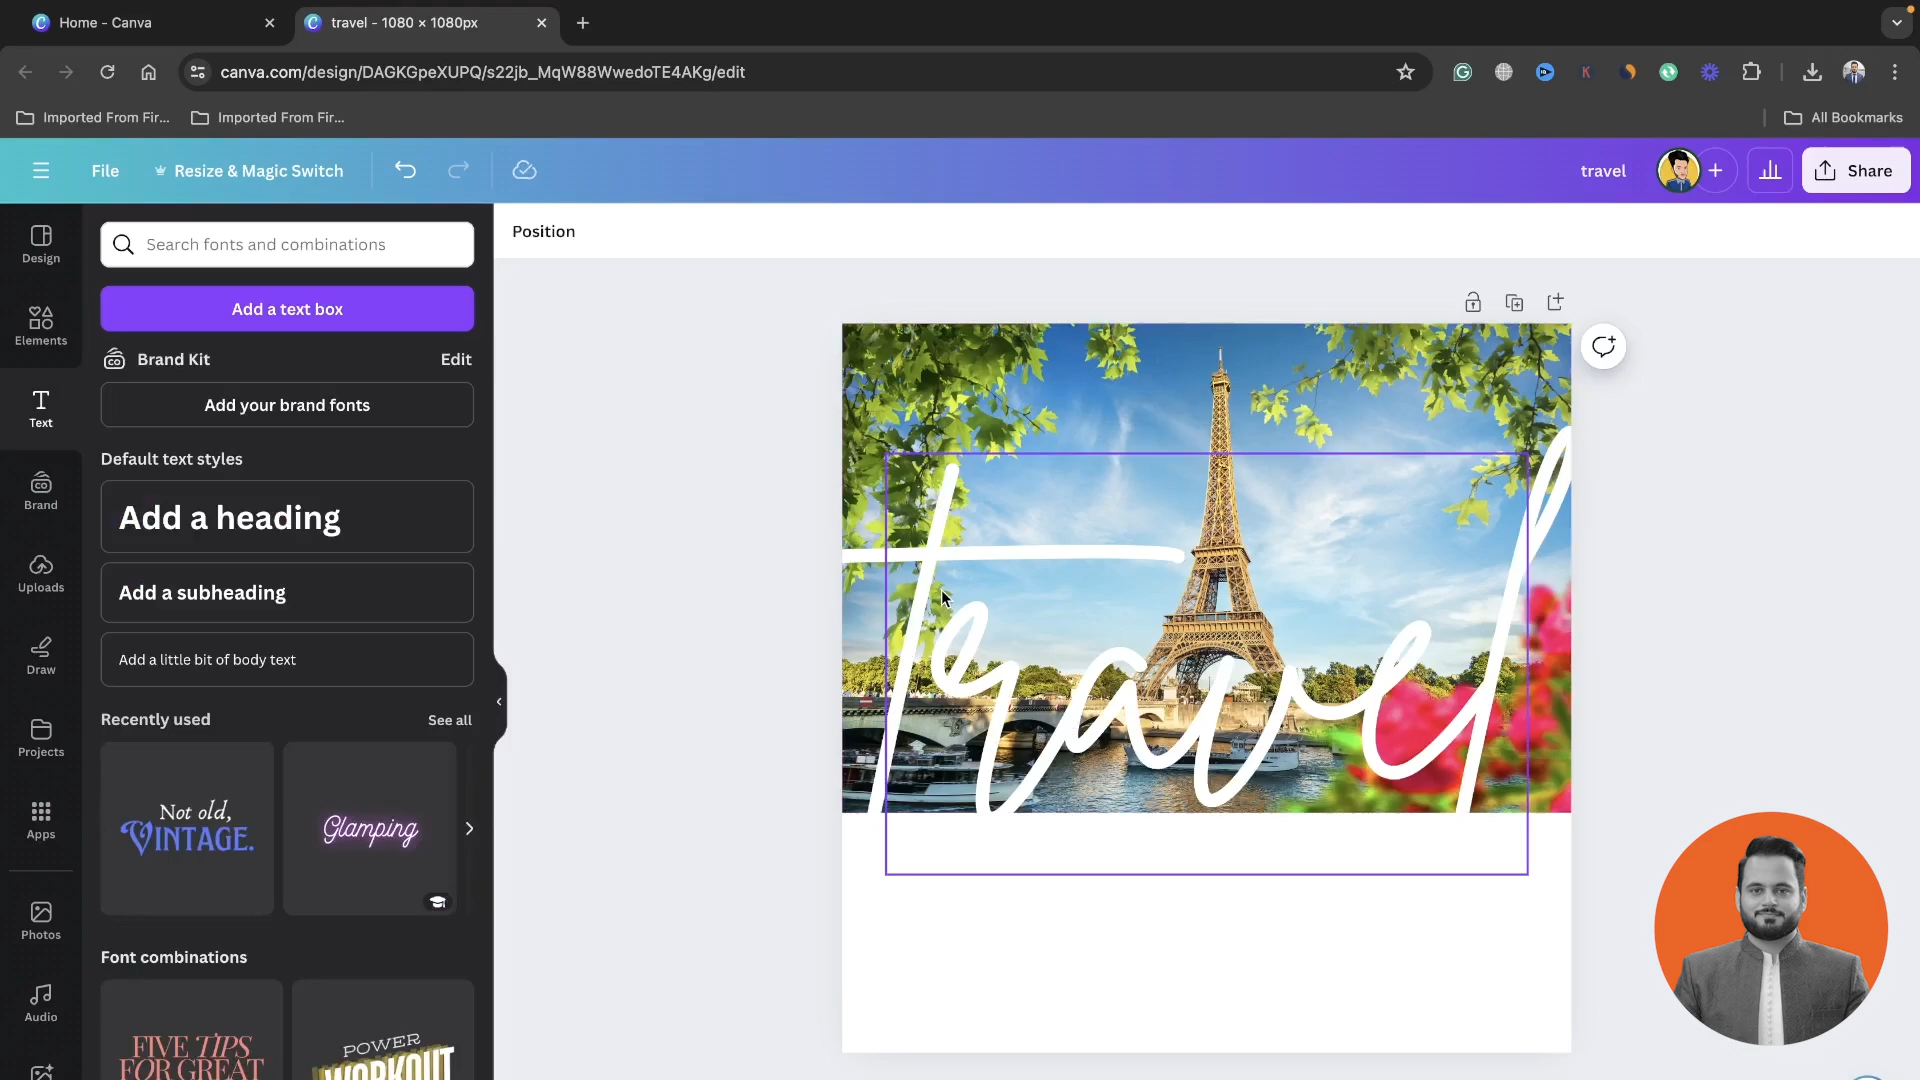 Home - Canva
travel - 1080 × 1080px
canva.com/design/DAGKGpeXUPQ/s22jb_MqW88WwedoTE4AKg/edit
Imported From Fir...
Imported From Fir...
All Bookmarks
File
Resize & Magic Switch
travel
Share
Design
Elements
Text
Brand
Uploads
Draw
Projects
Apps
Photos
Audio
Search fonts and combinations
Add a text box
Brand Kit
Edit
Add your brand fonts
Default text styles
Add a heading
Add a subheading
Add a little bit of body text
Recently used
See all
Not old,
VINTAGE.
Glamping
Font combinations
FIVE TIPS
FOR GREAT
POWER
WORKOUT
Position
travel